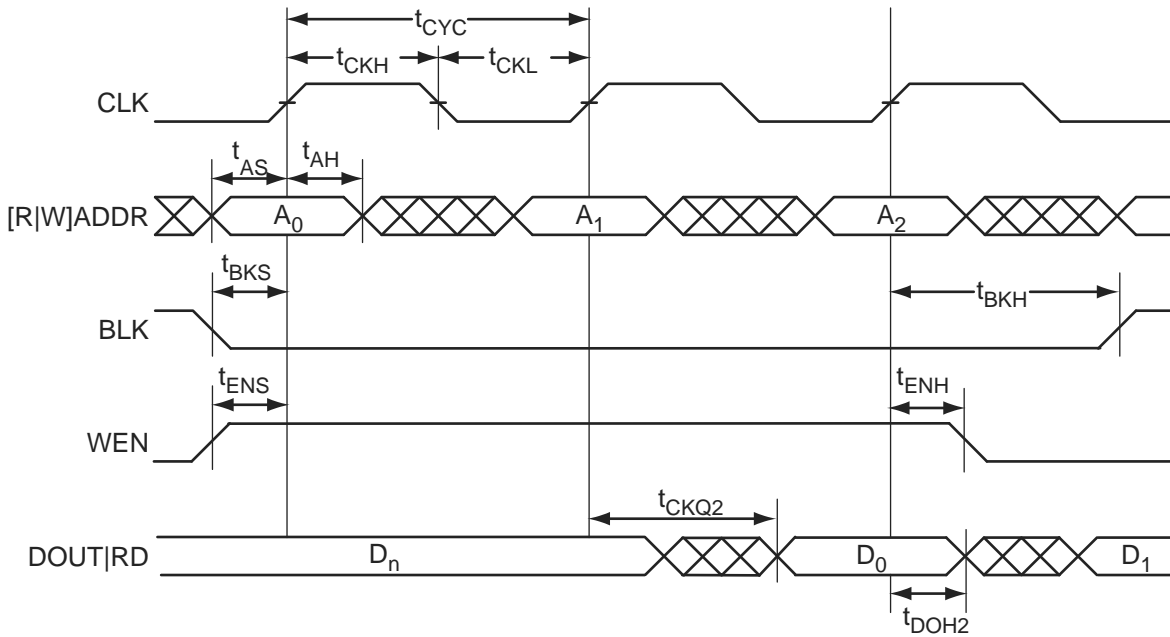 tCYC
tCKH tCKL
CLK
tAS tAH
[R|W]ADDR A0 A1 A2
tBKS tBKH
BLK
tENS tENH
WEN
tCKQ2
DOUT|RD Dn D0 D1
tDOH2